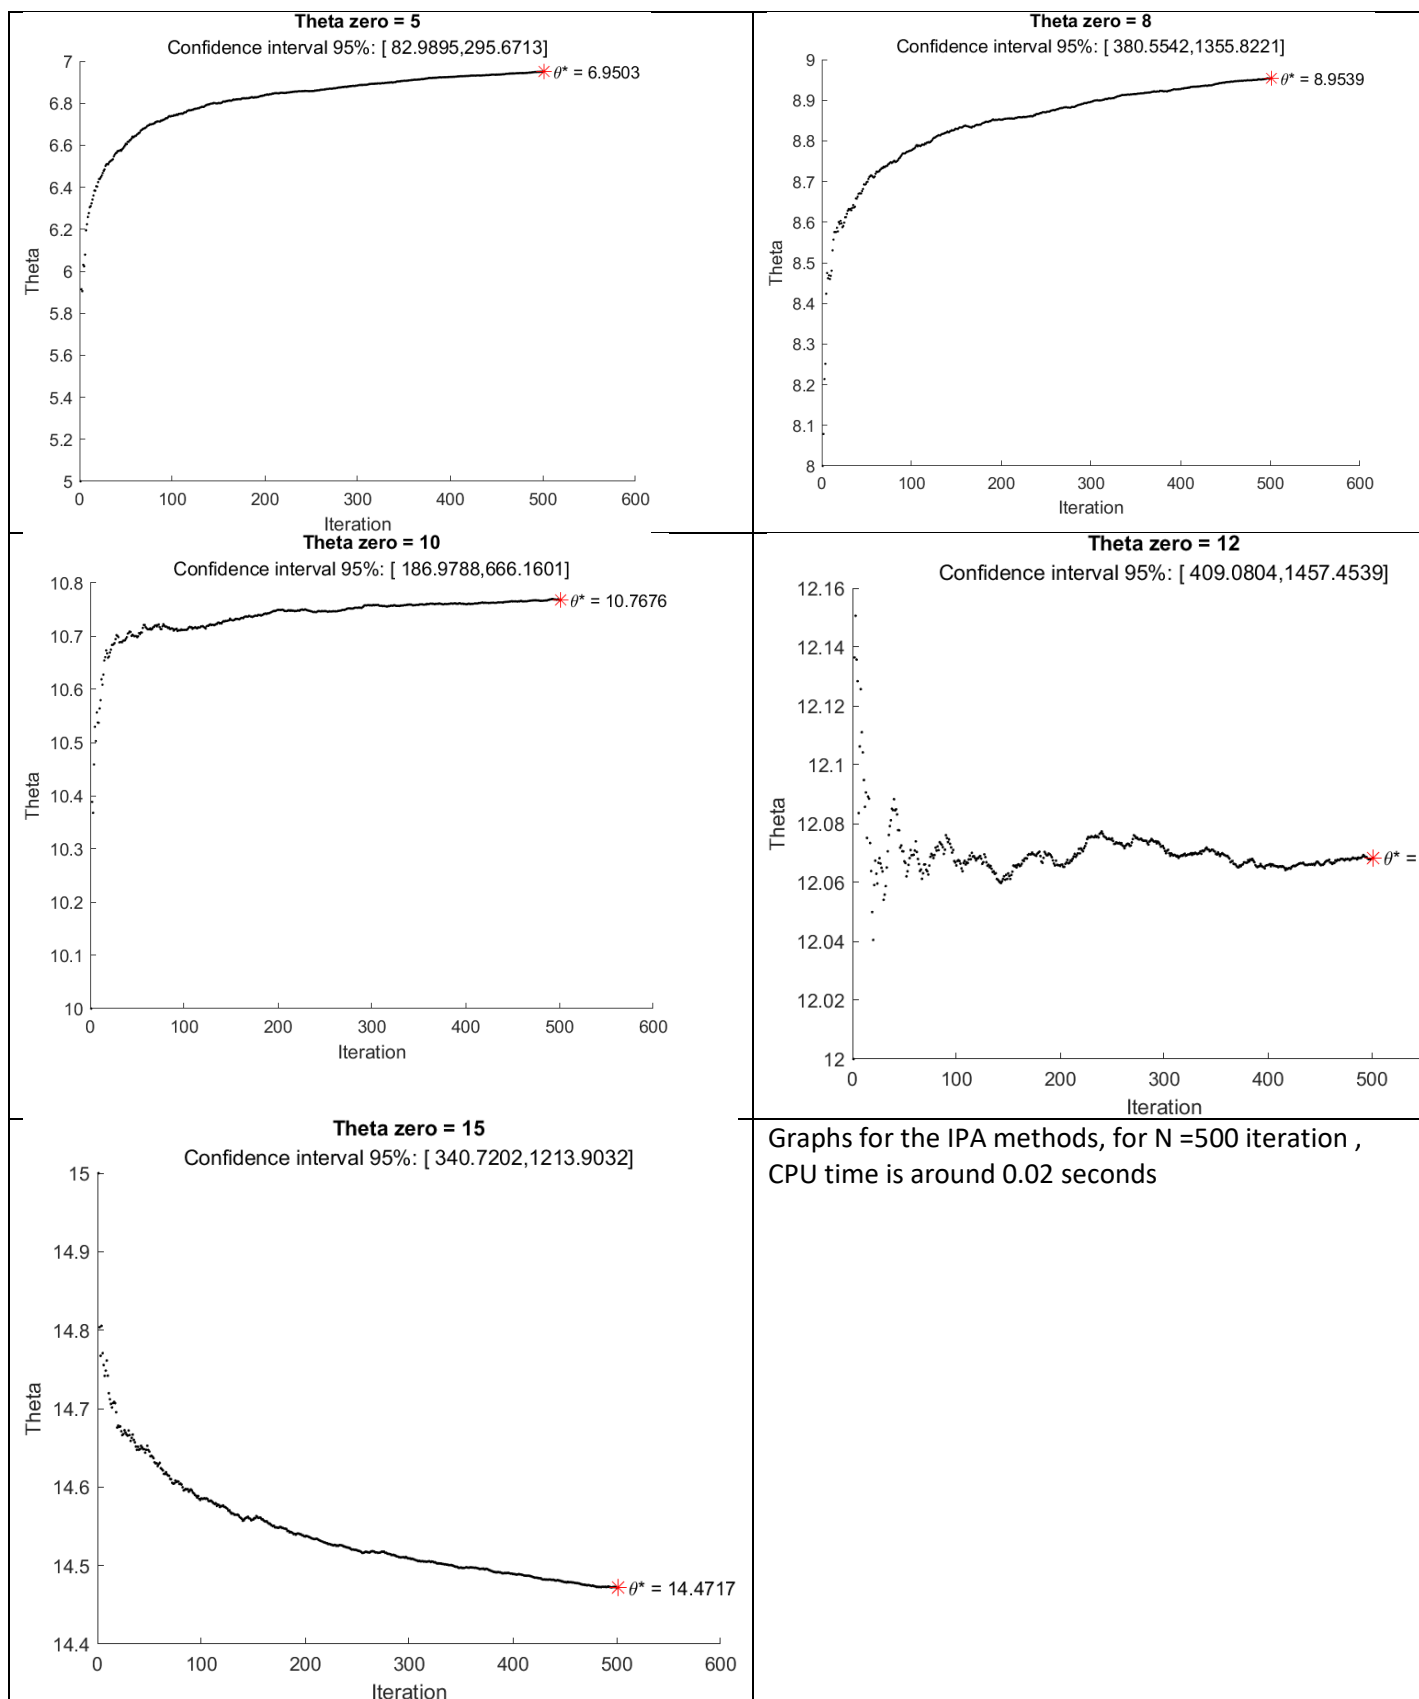 Theta zero = 5
Confidence interval 95%: [ 82.9895,295.6713]
7
6.8
6.6
6.4
6.2
6
5.8
5.6
5.4
5.2
5
Theta
θ* = 6.9503
0 100 200 300 400 500 600
Iteration
Theta zero = 8
Confidence interval 95%: [ 380.5542,1355.8221]
9
8.9
8.8
8.7
8.6
8.5
8.4
8.3
8.2
8.1
8
Theta
θ* = 8.9539
0 100 200 300 400 500 600
Iteration
Theta zero = 10
Confidence interval 95%: [ 186.9788,666.1601]
10.8
10.7
10.6
10.5
10.4
10.3
10.2
10.1
10
Theta
θ* = 10.7676
0 100 200 300 400 500 600
Iteration
Theta zero = 12
Confidence interval 95%: [ 409.0804,1457.4539]
12.16
12.14
12.12
12.1
12.08
12.06
12.04
12.02
12
Theta
θ* =
0 100 200 300 400 500
Iteration
Theta zero = 15
Confidence interval 95%: [ 340.7202,1213.9032]
15
14.9
14.8
14.7
14.6
14.5
14.4
Theta
θ* = 14.4717
0 100 200 300 400 500 600
Iteration
Graphs for the IPA methods, for N =500 iteration ,
CPU time is around 0.02 seconds